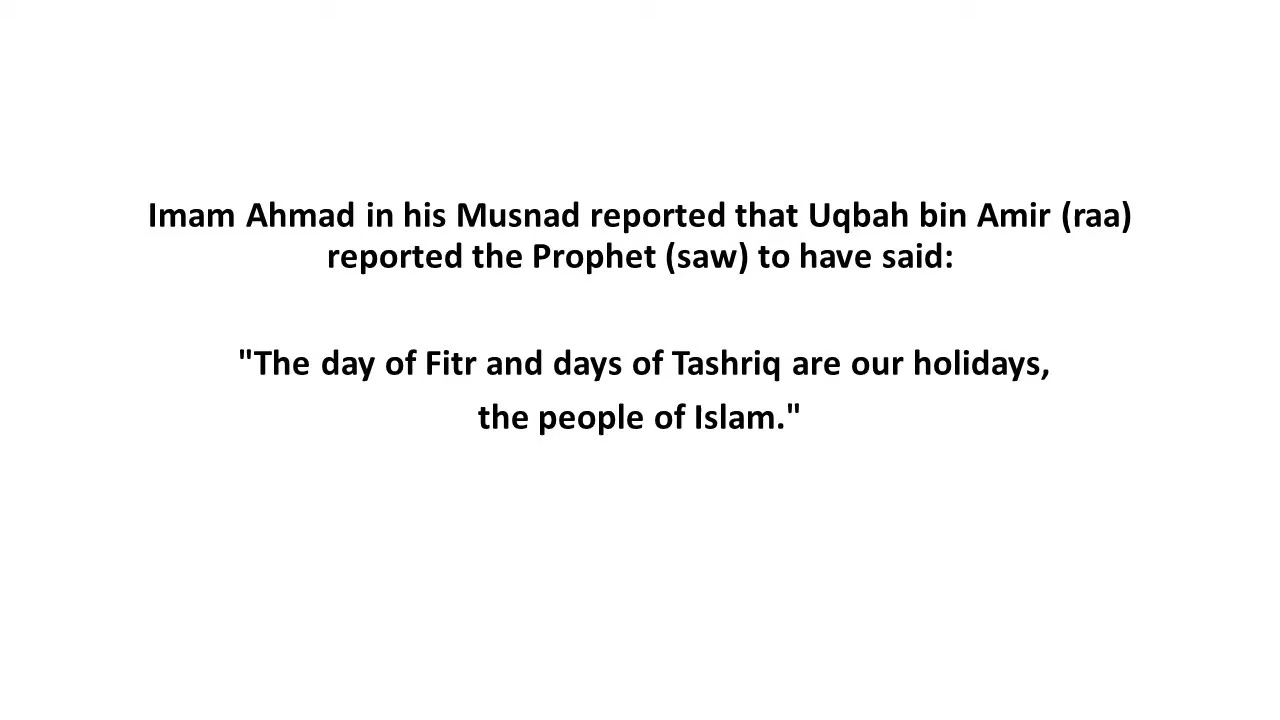 Imam Ahmad in his Musnad reported that Uqbah bin Amir (raa)
reported the Prophet (saw) to have said:
"The day of Fitr and days of Tashriq are our holidays,
the people of Islam."